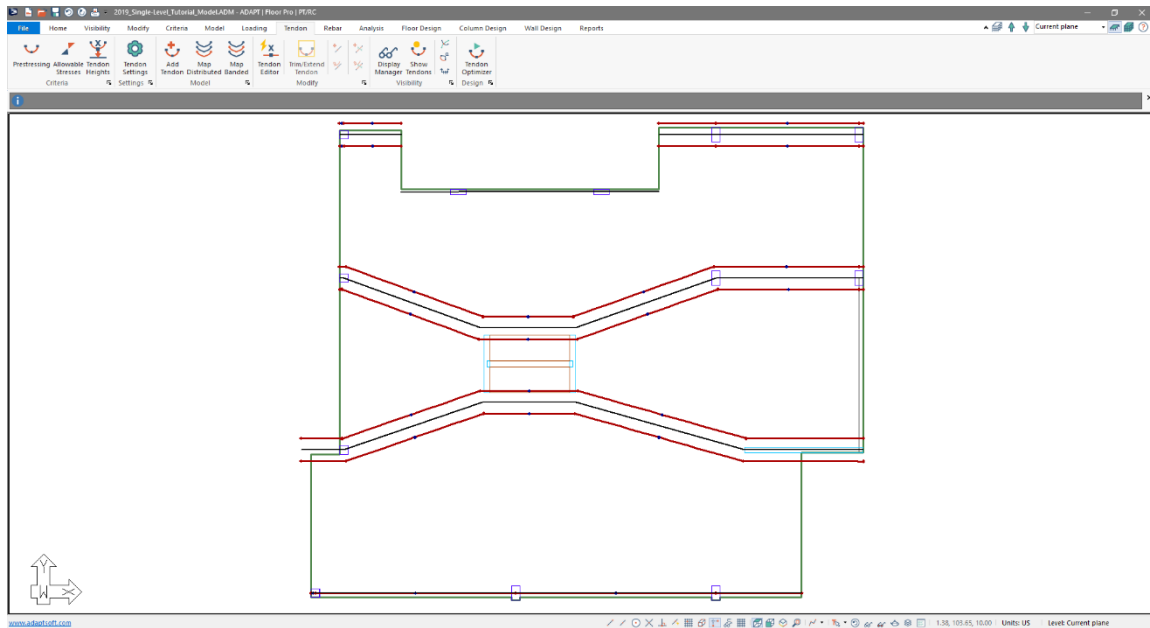 2019_Single-Level_Tutorial_Model.ADM - ADAPT | Floor Pro | PT/RC
File Home Visibility Modify Criteria Model Loading Tendon Rebar Analysis Floor Design Column Design Wall Design Reports
Current plane
Prestressing Allowable Stresses Tendon Heights Tendon Settings Add Tendon Map Distributed Map Banded Tendon Editor Trim/Extend Tendon Display Manager Show Tendons Tendon Optimizer
Criteria Settings Model Modify Visibility Design
Y
W X
www.adaptsoft.com
1.38, 103.65, 10.00 Units: US Level: Current plane